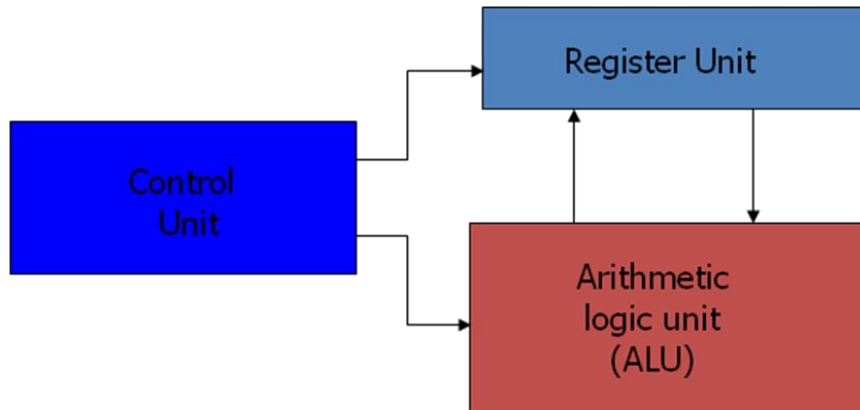 Register Unit
Control
Unit
Arithmetic
logic unit
(ALU)